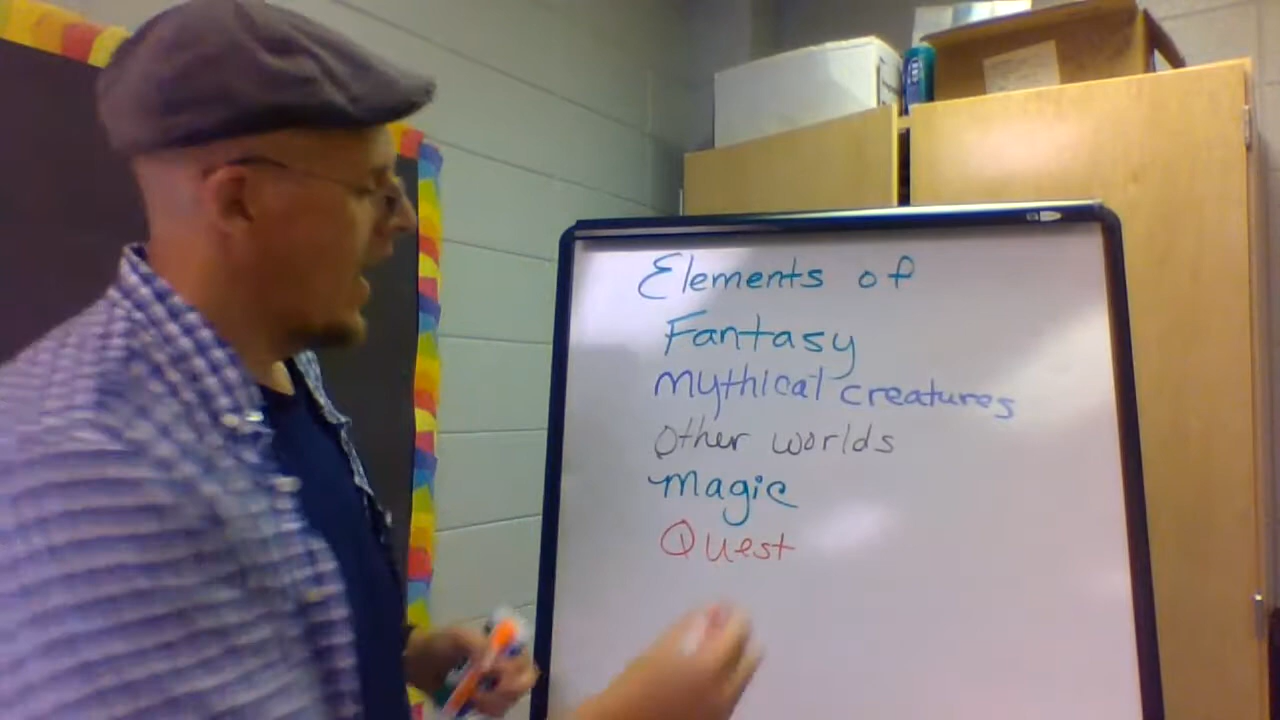 Elements of
Fantasy
Mythical creatures
Other worlds
Magic
Quest